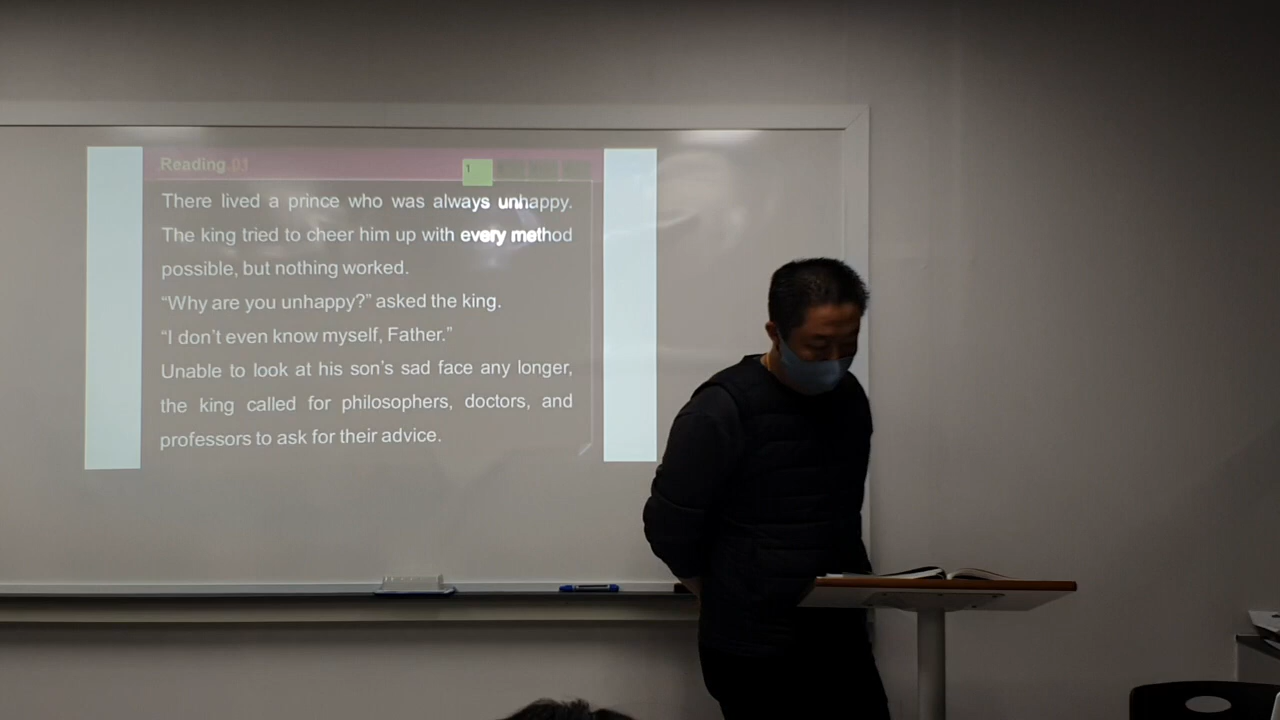 Reading 03
1
There lived a prince who was always unhappy.
The king tried to cheer him up with every method
possible, but nothing worked.
“Why are you unhappy?” asked the king.
“I don’t even know myself, Father.”
Unable to look at his son’s sad face any longer,
the king called for philosophers, doctors, and
professors to ask for their advice.